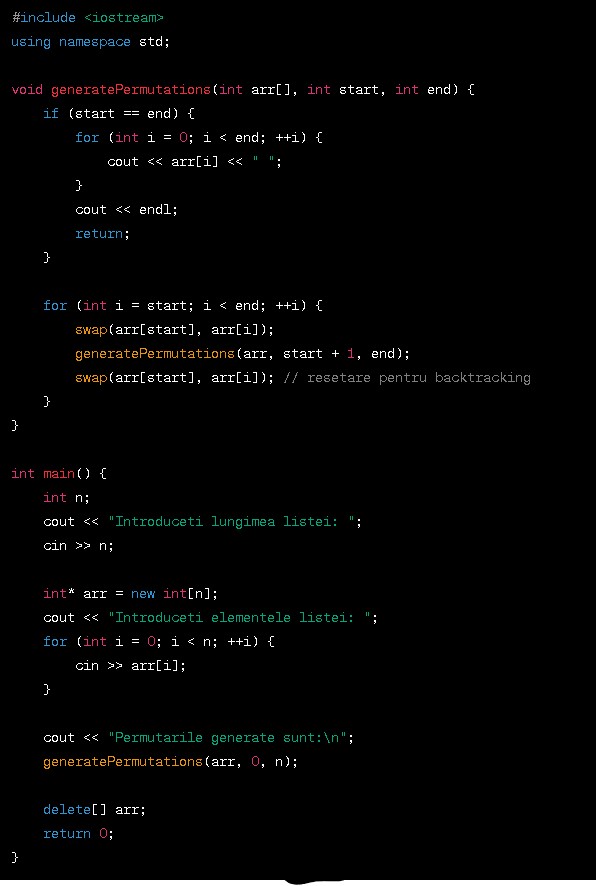 #include <iostream>
using namespace std;
void generatePermutations(int arr[], int start, int end) {
    if (start == end) {
        for (int i = 0; i < end; ++i) {
            cout << arr[i] << " ";
        }
        cout << endl;
        return;
    }
    for (int i = start; i < end; ++i) {
        swap(arr[start], arr[i]);
        generatePermutations(arr, start + 1, end);
        swap(arr[start], arr[i]); // resetare pentru backtracking
    }
}
int main() {
    int n;
    cout << "Introduceti lungimea listei: ";
    cin >> n;
    int* arr = new int[n];
    cout << "Introduceti elementele listei: ";
    for (int i = 0; i < n; ++i) {
        cin >> arr[i];
    }
    cout << "Permutarile generate sunt:\n";
    generatePermutations(arr, 0, n);
    delete[] arr;
    return 0;
}